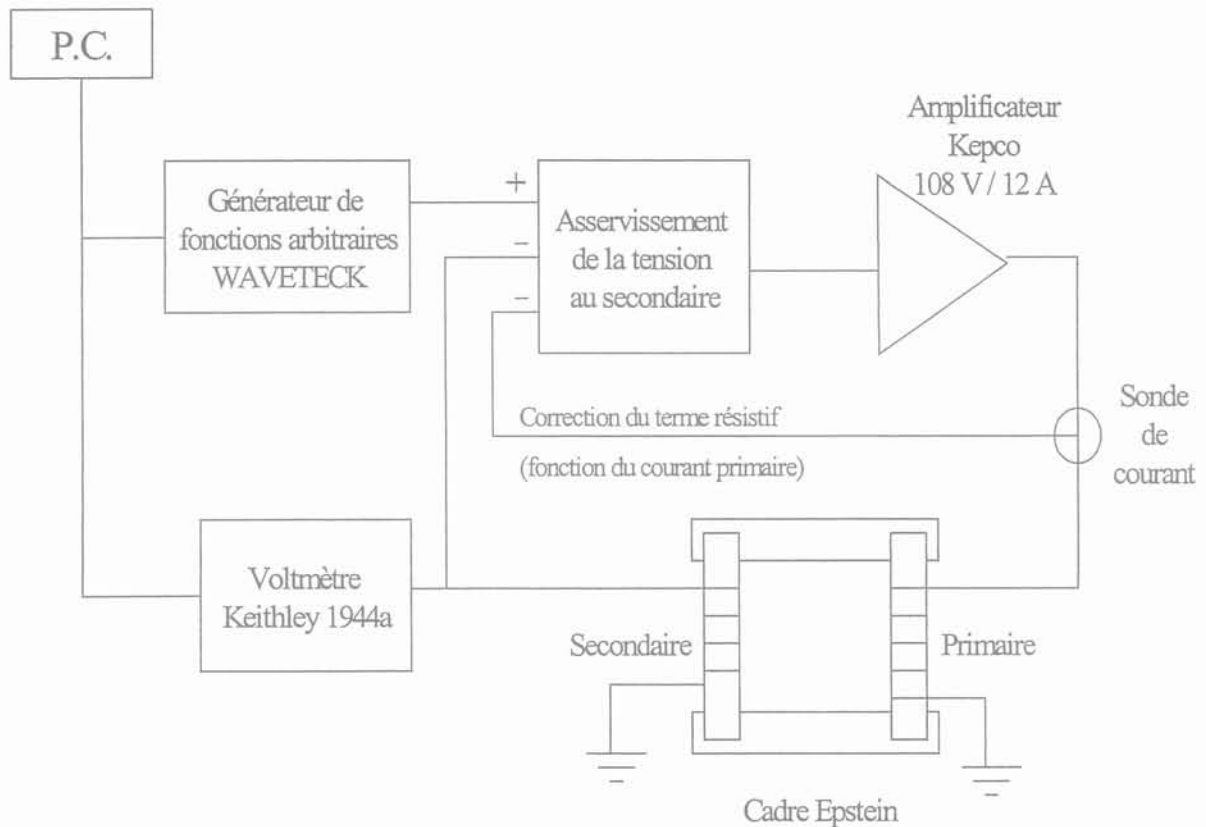 P.C.
Amplificateur
Kepco
108 V / 12 A
Générateur de
fonctions arbitraires
WAVETECK
+
-
-
Asservissement
de la tension
au secondaire
Correction du terme résistif
(fonction du courant primaire)
Sonde
de
courant
Voltmètre
Keithley 1944a
Secondaire
Primaire
Cadre Epstein